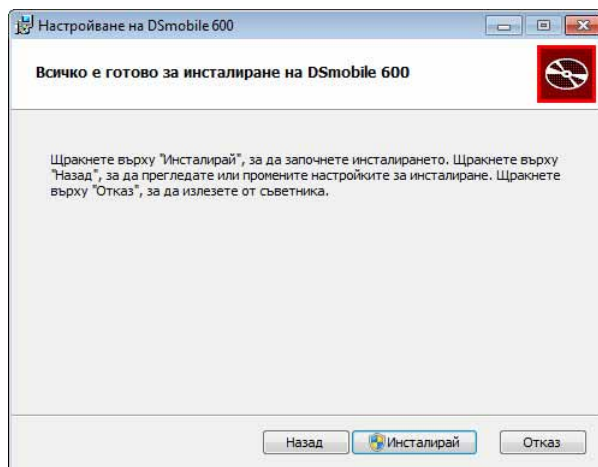 Настройване на DSmobile 600
Всичко е готово за инсталиране на DSmobile 600
Щракнете върху "Инсталирай", за да започнете инсталирането. Щракнете върху
"Назад", за да прегледате или промените настройките за инсталиране. Щракнете
върху "Отказ", за да излезете от съветника.
Назад
Инсталирай
Отказ